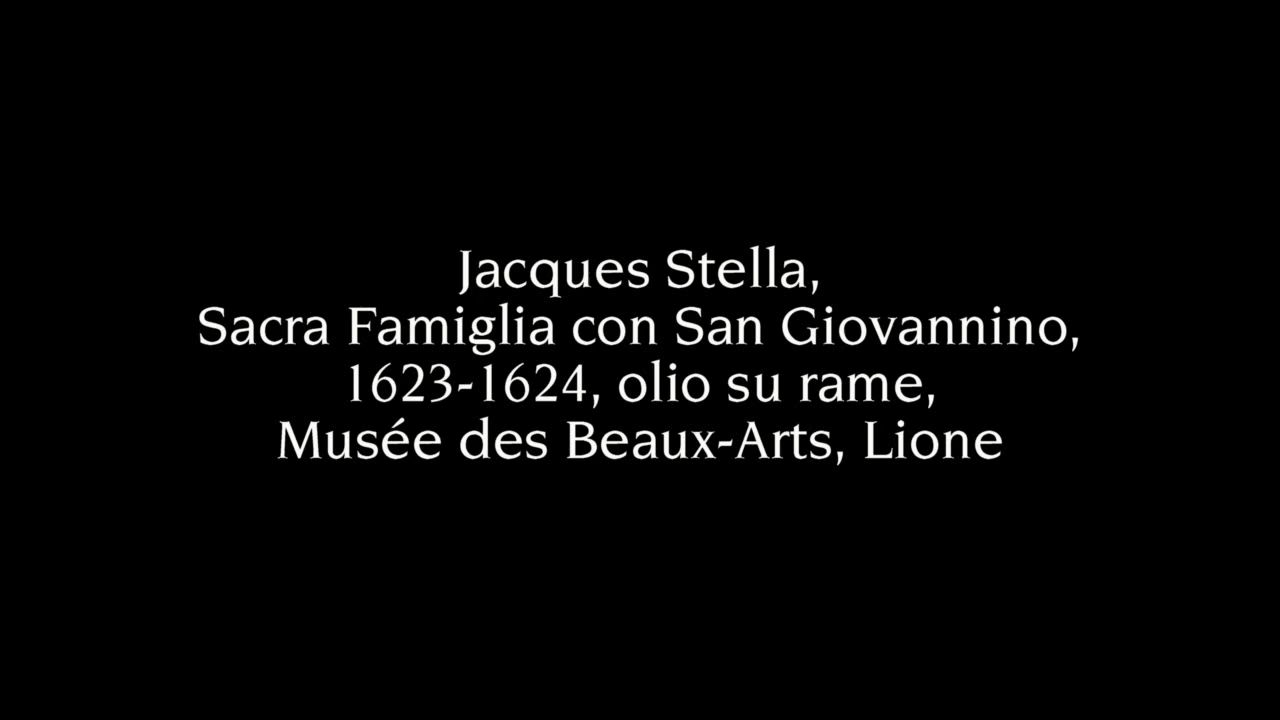 Jacques Stella,
Sacra Famiglia con San Giovannino,
1623-1624, olio su rame,
Musée des Beaux-Arts, Lione